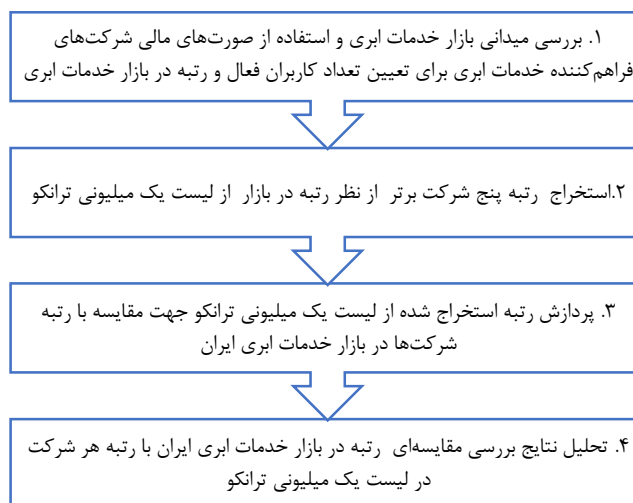 ۱. بررسی میدانی بازار خدمات ابری و استفاده از صورت‌های مالی شرکت‌های
فراهم‌کننده خدمات ابری برای تعیین تعداد کاربران فعال و رتبه در بازار خدمات ابری
۲.استخراج رتبه پنج شرکت برتر از نظر رتبه در بازار از لیست یک میلیونی ترانکو
۳. پردازش رتبه استخراج شده از لیست یک میلیونی ترانکو جهت مقایسه با رتبه
شرکت‌ها در بازار خدمات ابری ایران
۴. تحلیل نتایج بررسی مقایسه‌ای رتبه در بازار خدمات ابری ایران با رتبه هر شرکت
در لیست یک میلیونی ترانکو